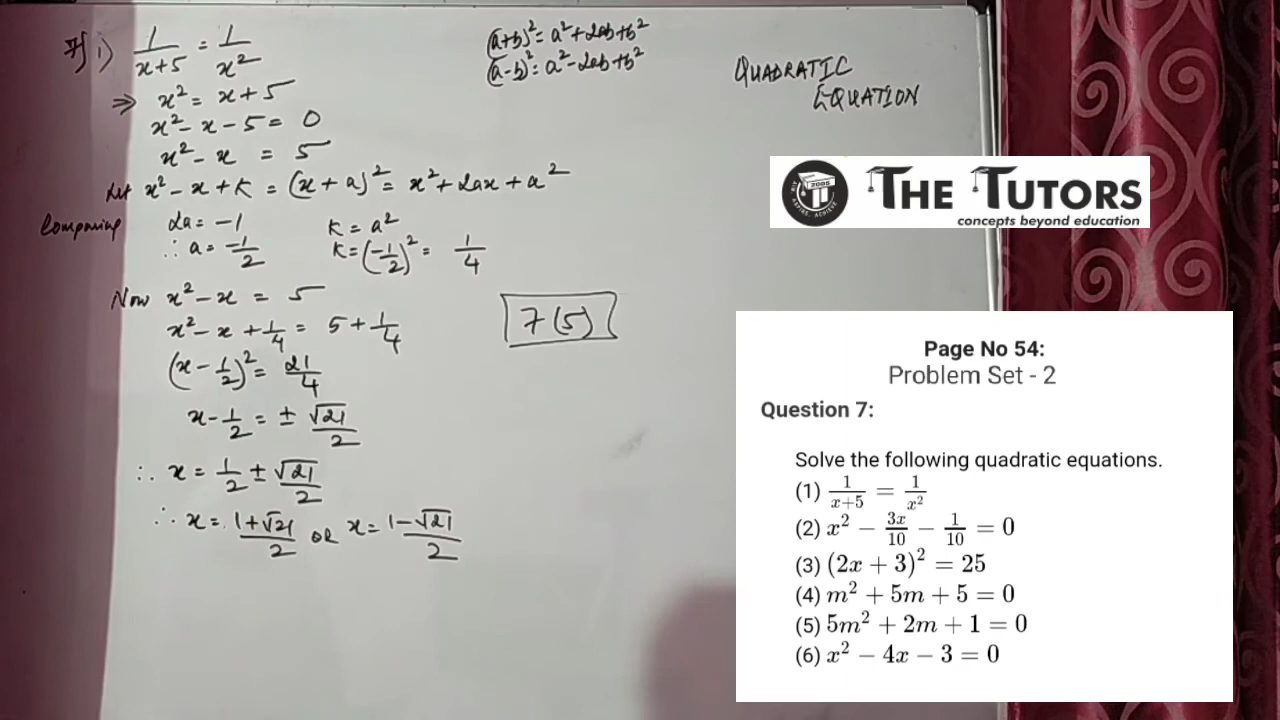 7) i) 1/(x+5) = 1/x²
⇒ x² = x + 5
x² - x - 5 = 0
x² - x = 5
Let x² - x + K = (x + a)² = x² + 2ax + a²
Comparing 2a = -1 K = a²
∴ a = -1/2 K = (-1/2)² = 1/4
Now x² - x = 5
x² - x + 1/4 = 5 + 1/4
(x - 1/2)² = 21/4
x - 1/2 = ± √21/2
∴ x = 1/2 ± √21/2
∴ x = (1+√21)/2 OR x = (1-√21)/2
(a+b)² = a² + 2ab + b²
(a-b)² = a² - 2ab + b²
7(5)
QUADRATIC
EQUATION
2005
THE TUTORS
concepts beyond education
Page No 54:
Problem Set - 2
Question 7:
Solve the following quadratic equations.
(1) 1/(x+5) = 1/x²
(2) x² − 3x/10 − 1/10 = 0
(3) (2x + 3)² = 25
(4) m² + 5m + 5 = 0
(5) 5m² + 2m + 1 = 0
(6) x² − 4x − 3 = 0